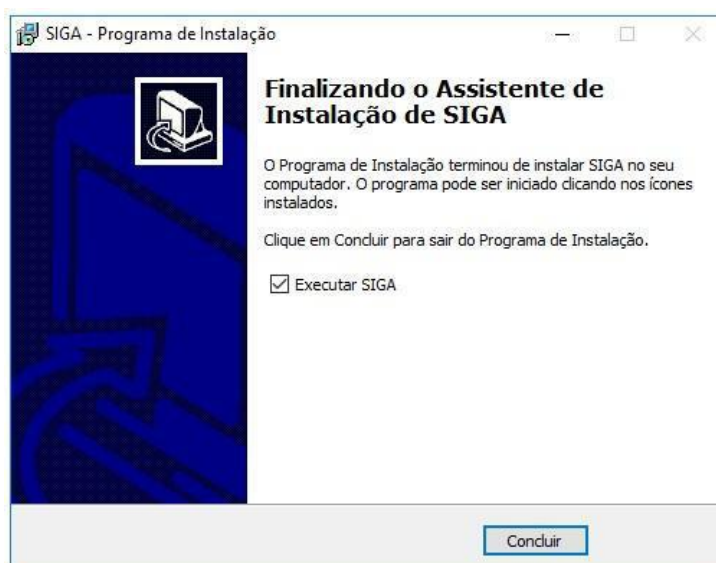 SIGA - Programa de Instalação
Finalizando o Assistente de
Instalação de SIGA
O Programa de Instalação terminou de instalar SIGA no seu
computador. O programa pode ser iniciado clicando nos ícones
instalados.
Clique em Concluir para sair do Programa de Instalação.
Executar SIGA
Concluir